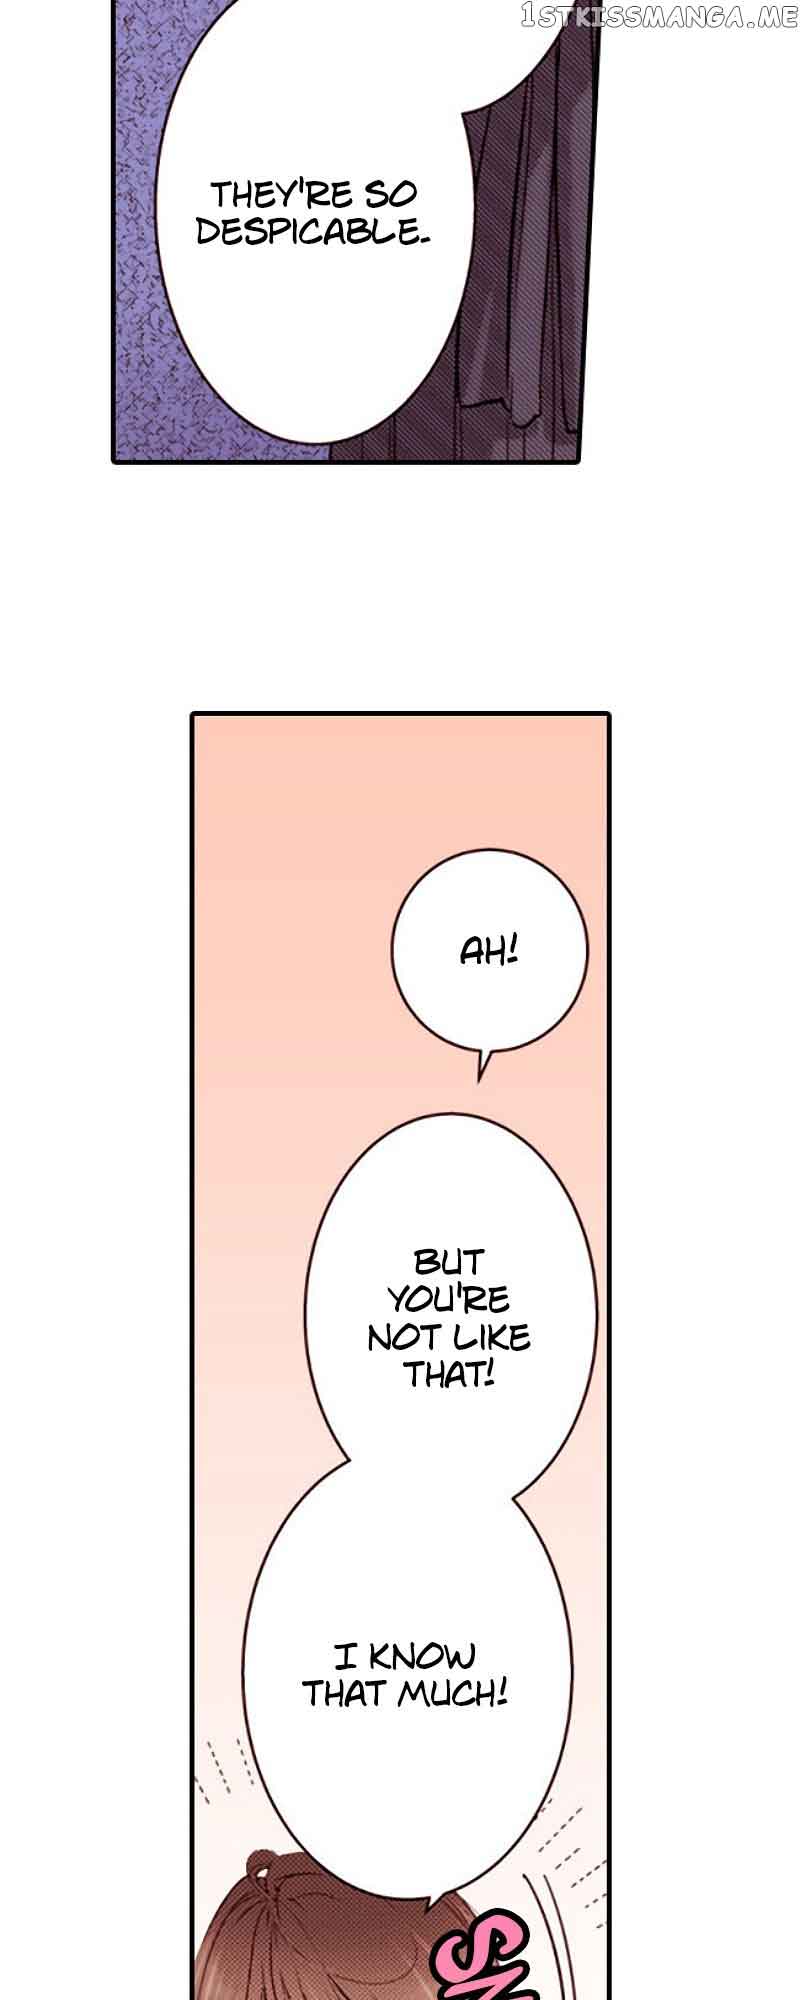 1STKISSMANGA.ME
THEY'RE SO
DESPICABLE.
AH!
BUT
YOU'RE
NOT LIKE
THAT!
I KNOW
THAT MUCH!